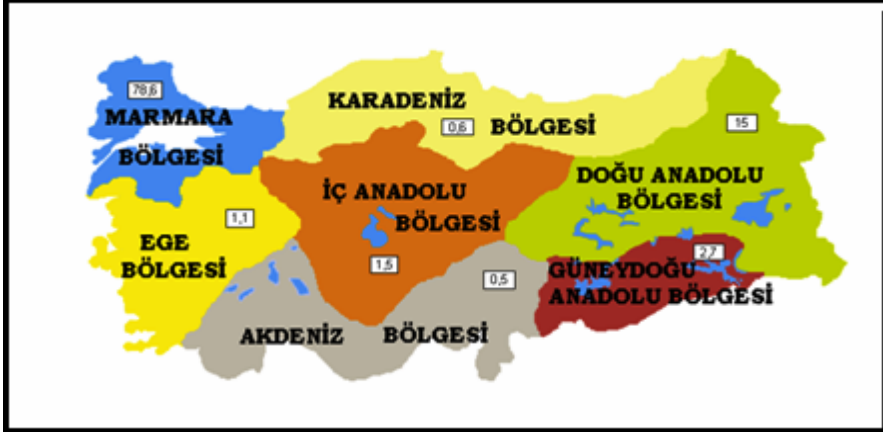 78,6
MARMARA
BÖLGESİ
KARADENİZ
BÖLGESİ
0,6
15
DOĞU ANADOLU
BÖLGESİ
İÇ ANADOLU
BÖLGESİ
1,5
1,1
EGE
BÖLGESİ
2,7
GÜNEYDOĞU
ANADOLU BÖLGESİ
0,5
AKDENİZ
BÖLGESİ